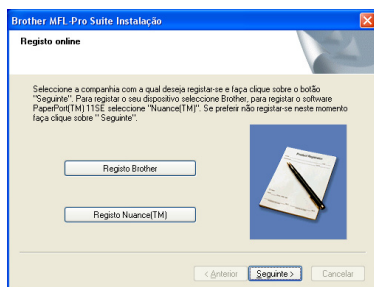 Brother MFL-Pro Suite Instalação
Registo online
Seleccione a companhia com a qual deseja registar-se e faça clique sobre o botão
"Seguinte". Para registar o seu dispositivo seleccione Brother, para registar o software
PaperPort(TM) 11SE seleccione "Nuance(TM)". Se preferir não registar-se neste momento
faça clique sobre " Seguinte".
Registo Brother
Product Registration
Registo Nuance(TM)
< Anterior
Seguinte >
Cancelar